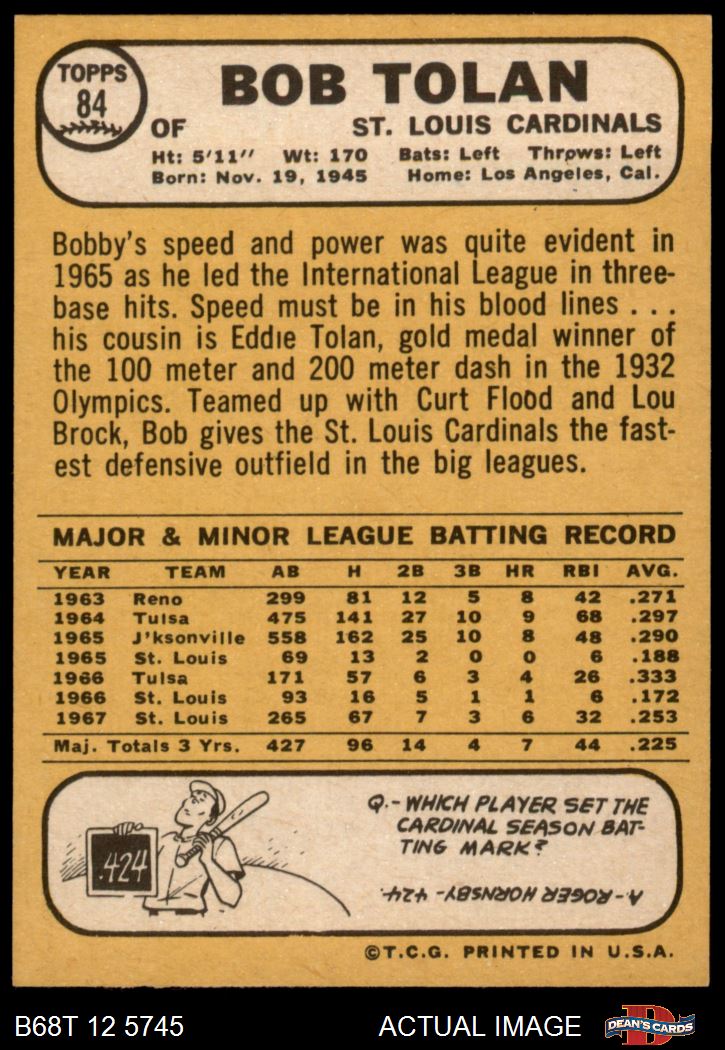 TOPPS
84
BOB TOLAN
OF ST. LOUIS CARDINALS
Ht: 5'11" Wt: 170 Bats: Left Throws: Left
Born: Nov. 19, 1945 Home: Los Angeles, Cal.
Bobby's speed and power was quite evident in
1965 as he led the International League in three-
base hits. Speed must be in his blood lines . . .
his cousin is Eddie Tolan, gold medal winner of
the 100 meter and 200 meter dash in the 1932
Olympics. Teamed up with Curt Flood and Lou
Brock, Bob gives the St. Louis Cardinals the fast-
est defensive outfield in the big leagues.
MAJOR & MINOR LEAGUE BATTING RECORD
YEAR TEAM AB H 2B 3B HR RBI AVG.
1963 Reno 299 81 12 5 8 42 .271
1964 Tulsa 475 141 27 10 9 68 .297
1965 J'ksonville 558 162 25 10 8 48 .290
1965 St. Louis 69 13 2 0 0 6 .188
1966 Tulsa 171 57 6 3 4 26 .333
1966 St. Louis 93 16 5 1 1 6 .172
1967 St. Louis 265 67 7 3 6 32 .253
Maj. Totals 3 Yrs. 427 96 14 4 7 44 .225
.424
Q.- WHICH PLAYER SET THE
CARDINAL SEASON BAT-
TING MARK?
A- ROGER HORNSBY- .424.
©T.C.G. PRINTED IN U.S.A.
B68T 12 5745 ACTUAL IMAGE
D
DEAN'S CARDS